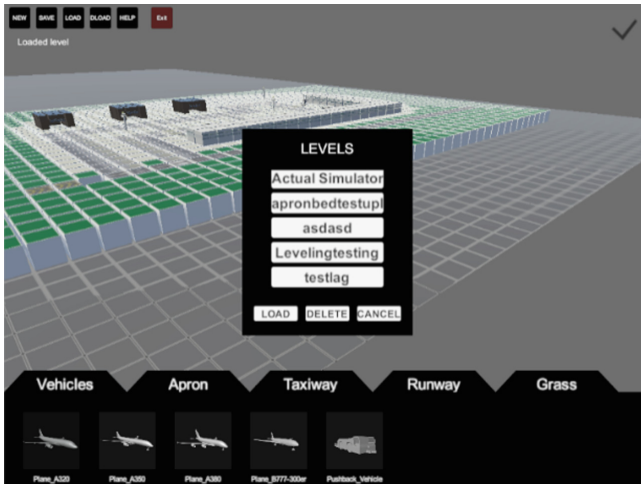 NEW SAVE LOAD DLOAD HELP Exit
Loaded level
LEVELS
Actual Simulator
apronbedtestupl
asdasd
Levelingtesting
testlag
LOAD DELETE CANCEL
Vehicles Apron Taxiway Runway Grass
Plane_A320 Plane_A350 Plane_A380 Plane_B777-300er Pushback_Vehicle